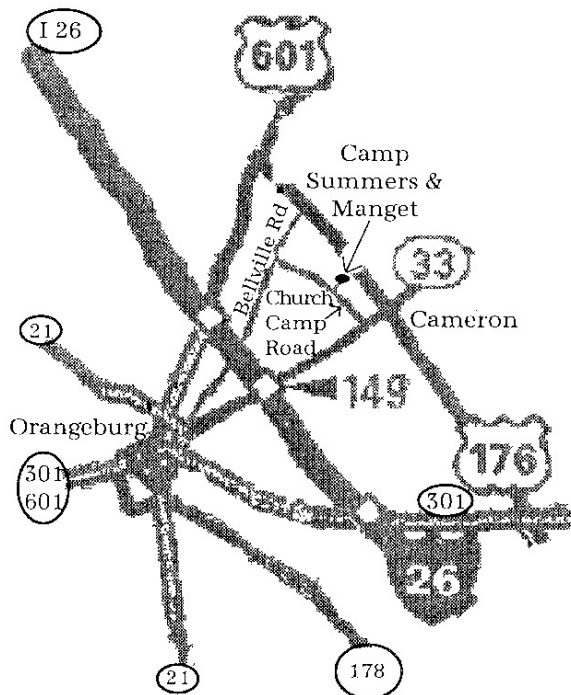 I 26
601
Camp
Summers &
Manget
Bellville Rd
33
Church
Camp
Road
Cameron
21
149
Orangeburg
176
301
601
301
26
21
178